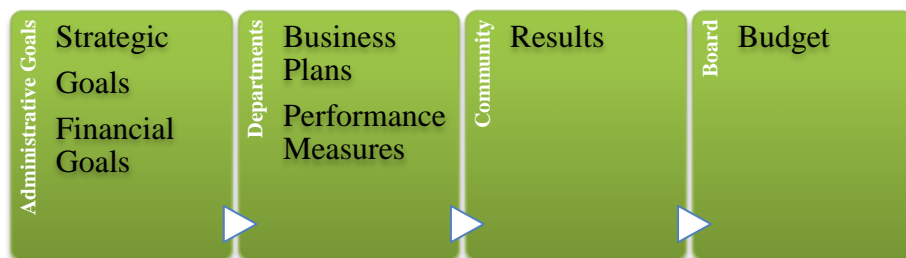 Administrative Goals
Strategic
Goals
Financial
Goals
Departments
Business
Plans
Performance
Measures
Community
Results
Board
Budget